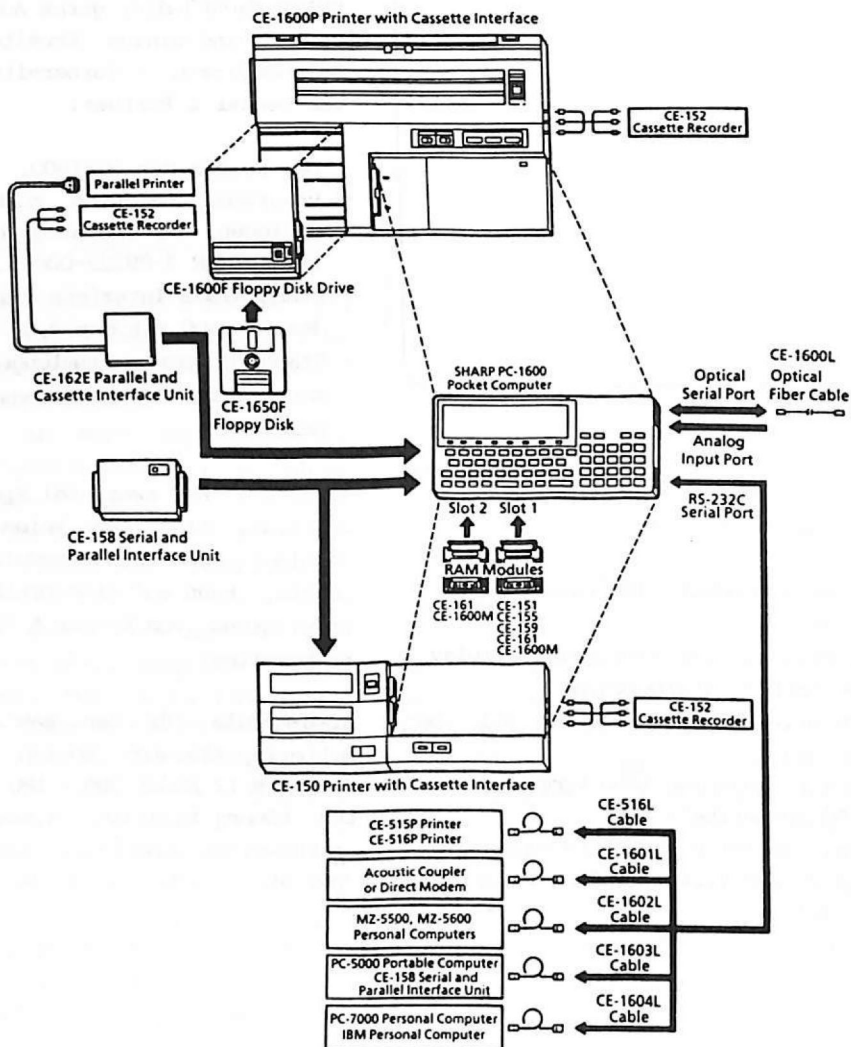 CE-1600P Printer with Cassette Interface
CE-152
Cassette Recorder
Parallel Printer
CE-152
Cassette Recorder
CE-1600F Floppy Disk Drive
CE-162E Parallel and
Cassette Interface Unit
CE-1650F
Floppy Disk
SHARP PC-1600
Pocket Computer
CE-1600L
Optical
Fiber Cable
Optical
Serial Port
Analog
Input Port
RS-232C
Serial Port
CE-158 Serial and
Parallel Interface Unit
Slot 2
Slot 1
RAM Modules
CE-161
CE-1600M
CE-151
CE-155
CE-159
CE-161
CE-1600M
CE-152
Cassette Recorder
CE-150 Printer with Cassette Interface
CE-515P Printer
CE-516P Printer
CE-516L
Cable
Acoustic Coupler
or Direct Modem
CE-1601L
Cable
MZ-5500, MZ-5600
Personal Computers
CE-1602L
Cable
PC-5000 Portable Computer
CE-158 Serial and
Parallel Interface Unit
CE-1603L
Cable
PC-7000 Personal Computer
IBM Personal Computer
CE-1604L
Cable